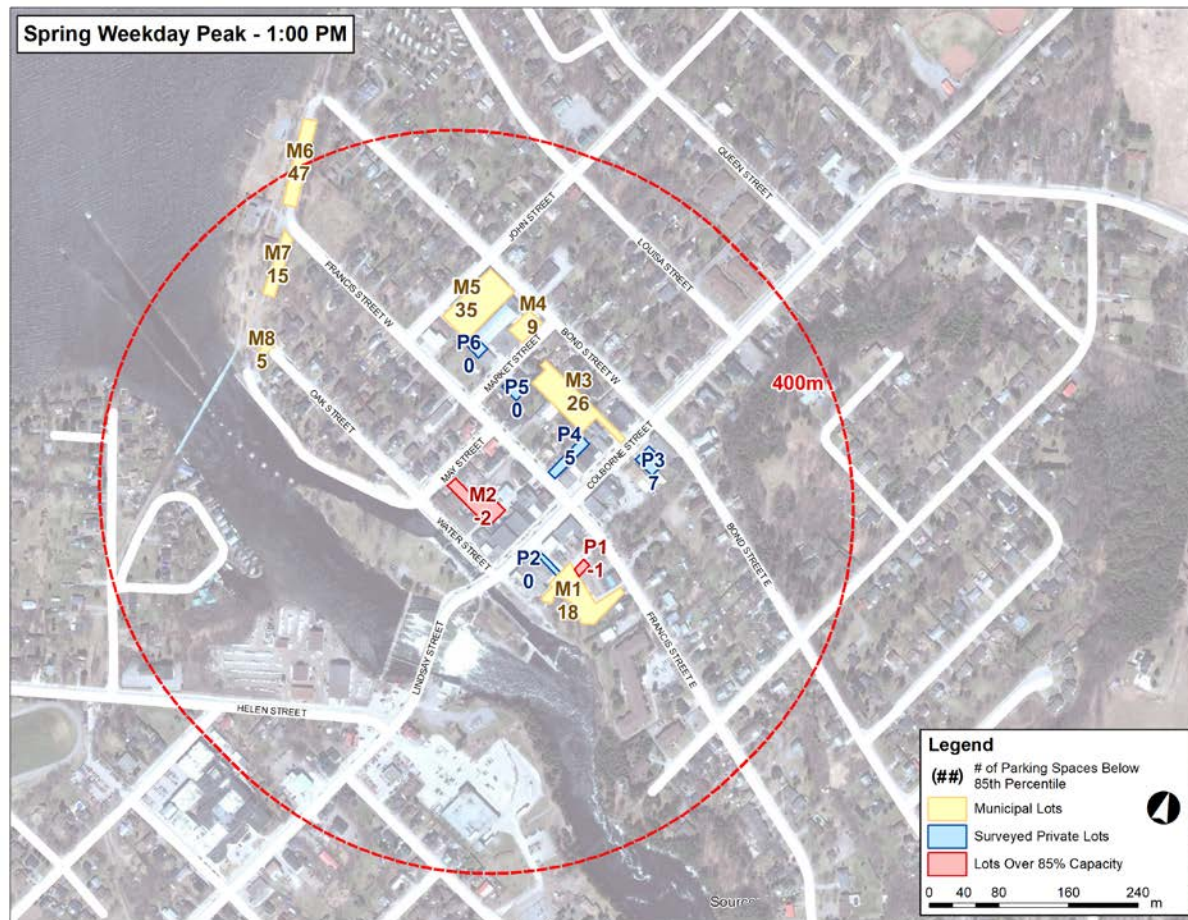 Spring Weekday Peak - 1:00 PM
M6
47
QUEEN STREET
JOHN STREET
M7
15
LOUISA STREET
FRANCIS STREET W
M5
35
M4
9
M8
5
P6
0
MARKET STREET
BOND STREET W
P5
0
M3
26
400m
OAK STREET
P4
5
COLBORNE STREET
P3
7
MAY STREET
M2
-2
WATER STREET
BOND STREET E
P2
0
P1
-1
M1
18
FRANCIS STREET E
LINDSAY STREET
HELEN STREET
Legend
(##) # of Parking Spaces Below
85th Percentile
Municipal Lots
Surveyed Private Lots
Lots Over 85% Capacity
0 40 80 160 240
m